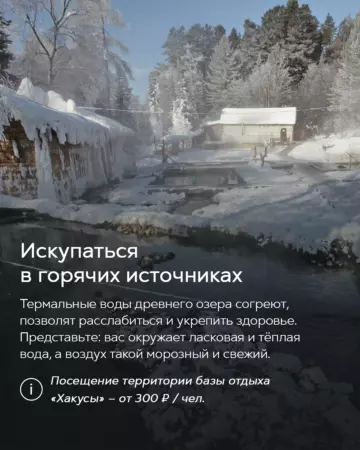 Искупаться
в горячих источниках
Термальные воды древнего озера согреют,
позволят расслабиться и укрепить здоровье.
Представьте: вас окружает ласковая и тёплая
вода, а воздух такой морозный и свежий.
Посещение территории базы отдыха
«Хакусы» – от 300 ₽ / чел.